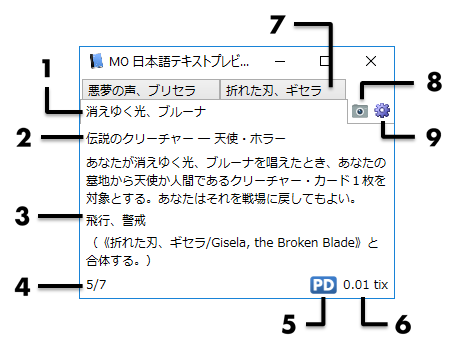 7
MO 日本語テキストプレビ...
8
1
悪夢の声、ブリセラ
折れた刃、ギセラ
消えゆく光、ブルーナ
2
伝説のクリーチャー ― 天使・ホラー
9
あなたが消えゆく光、ブルーナを唱えたとき、あなたの
墓地から天使か人間であるクリーチャー・カード１枚を
対象とする。あなたはそれを戦場に戻してもよい。
3
飛行、警戒
（《折れた刃、ギセラ/Gisela, the Broken Blade》と
合体する。）
4
5/7
PD
0.01 tix
5
6